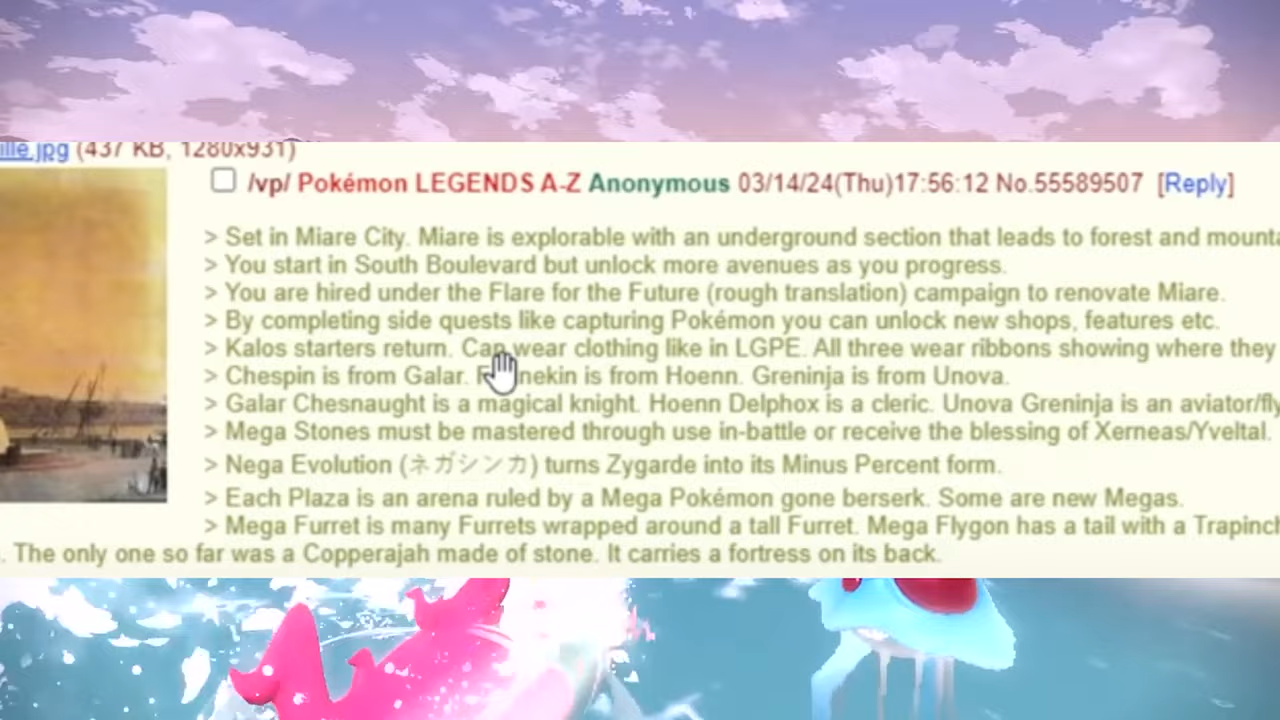 ille.jpg (437 KB, 1280x931)
/vp/ Pokémon LEGENDS A-Z Anonymous 03/14/24(Thu)17:56:12 No.55589507 [Reply]
> Set in Miare City. Miare is explorable with an underground section that leads to forest and mounta
> You start in South Boulevard but unlock more avenues as you progress.
> You are hired under the Flare for the Future (rough translation) campaign to renovate Miare.
> By completing side quests like capturing Pokémon you can unlock new shops, features etc.
> Kalos starters return. Can wear clothing like in LGPE. All three wear ribbons showing where they
> Chespin is from Galar. F nekin is from Hoenn. Greninja is from Unova.
> Galar Chesnaught is a magical knight. Hoenn Delphox is a cleric. Unova Greninja is an aviator/fly
> Mega Stones must be mastered through use in-battle or receive the blessing of Xerneas/Yveltal.
> Nega Evolution (ネガシンカ) turns Zygarde into its Minus Percent form.
> Each Plaza is an arena ruled by a Mega Pokémon gone berserk. Some are new Megas.
> Mega Furret is many Furrets wrapped around a tall Furret. Mega Flygon has a tail with a Trapinch
. The only one so far was a Copperajah made of stone. It carries a fortress on its back.